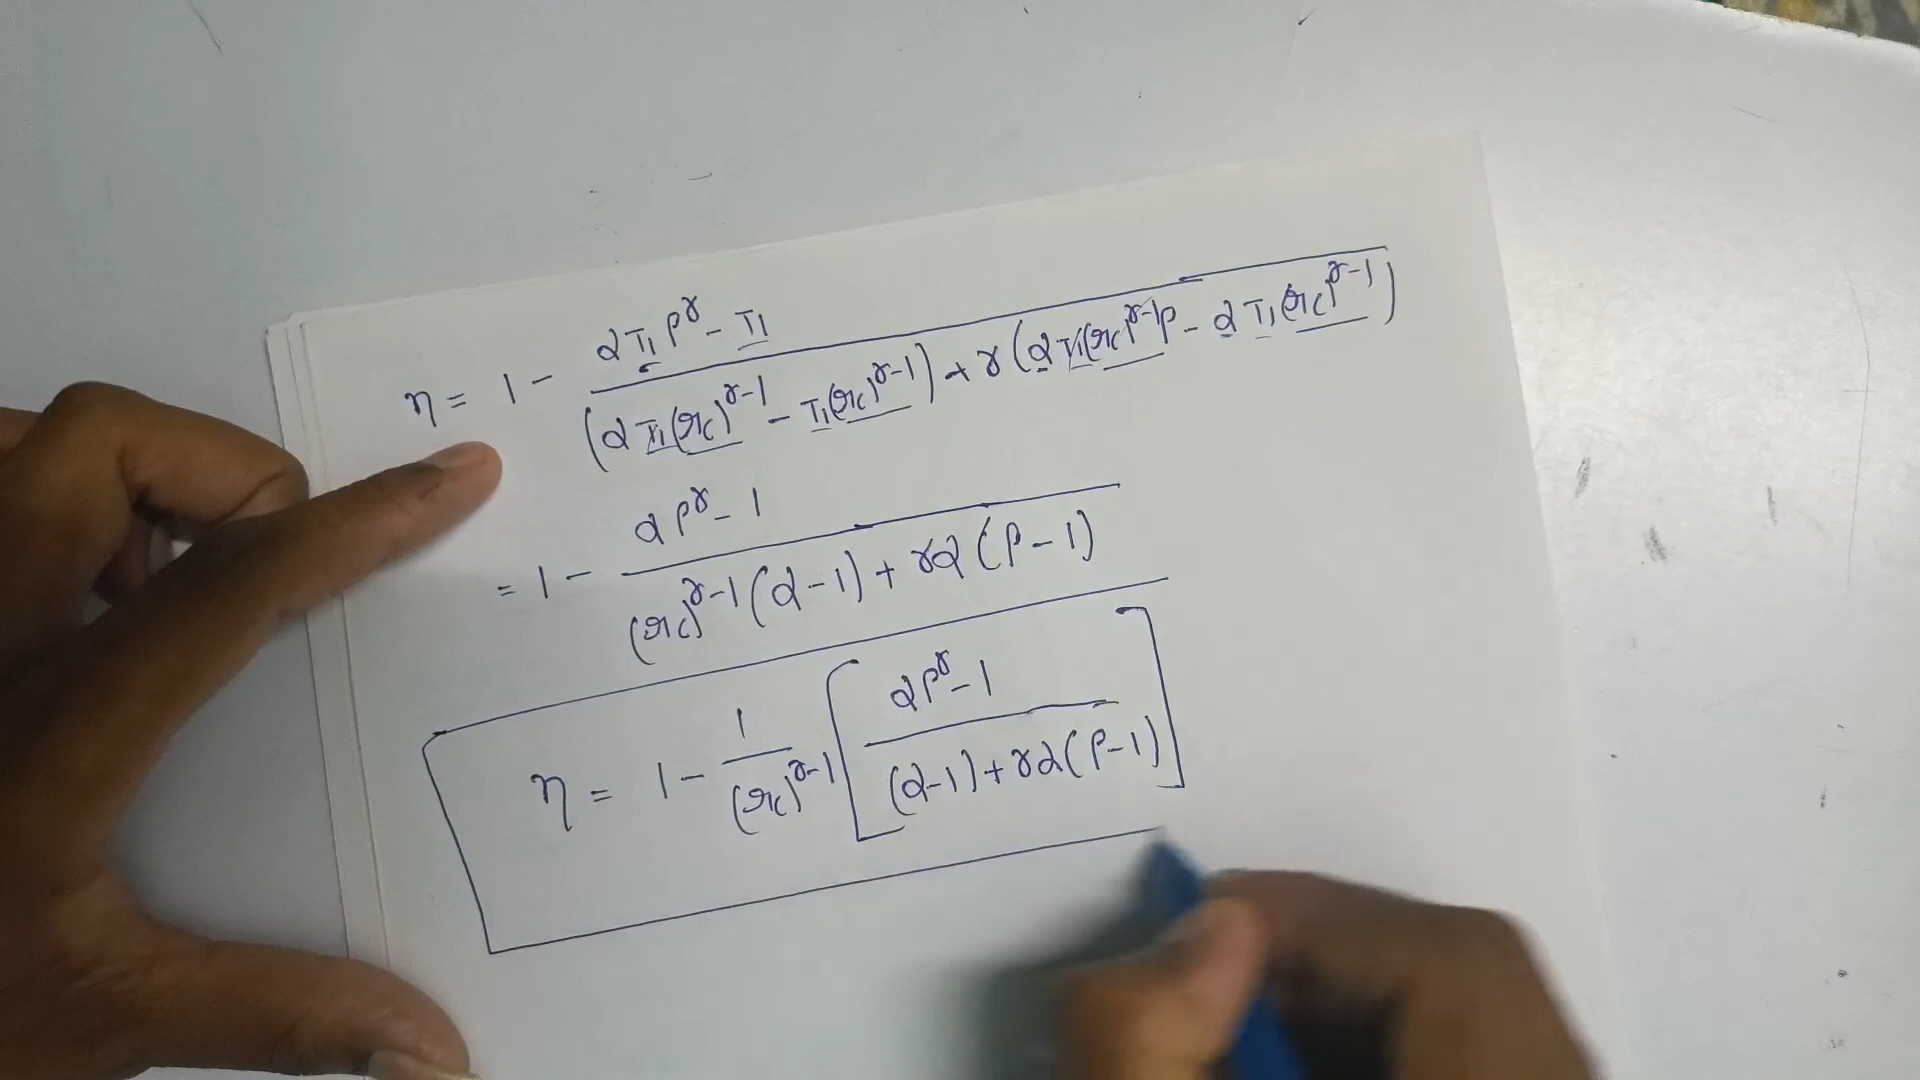 η = 1 - (αT₁ρ^γ - T₁) / ((αT₁(r_c)^(γ-1) - T₁(r_c)^(γ-1)) + γ(αT₁(r_c)^(γ-1)ρ - αT₁(r_c)^(γ-1)))
= 1 - (αρ^γ - 1) / ((r_c)^(γ-1)(α-1) + γα(ρ-1))
η = 1 - 1/(r_c)^(γ-1) [(αρ^γ - 1) / ((α-1) + γα(ρ-1))]